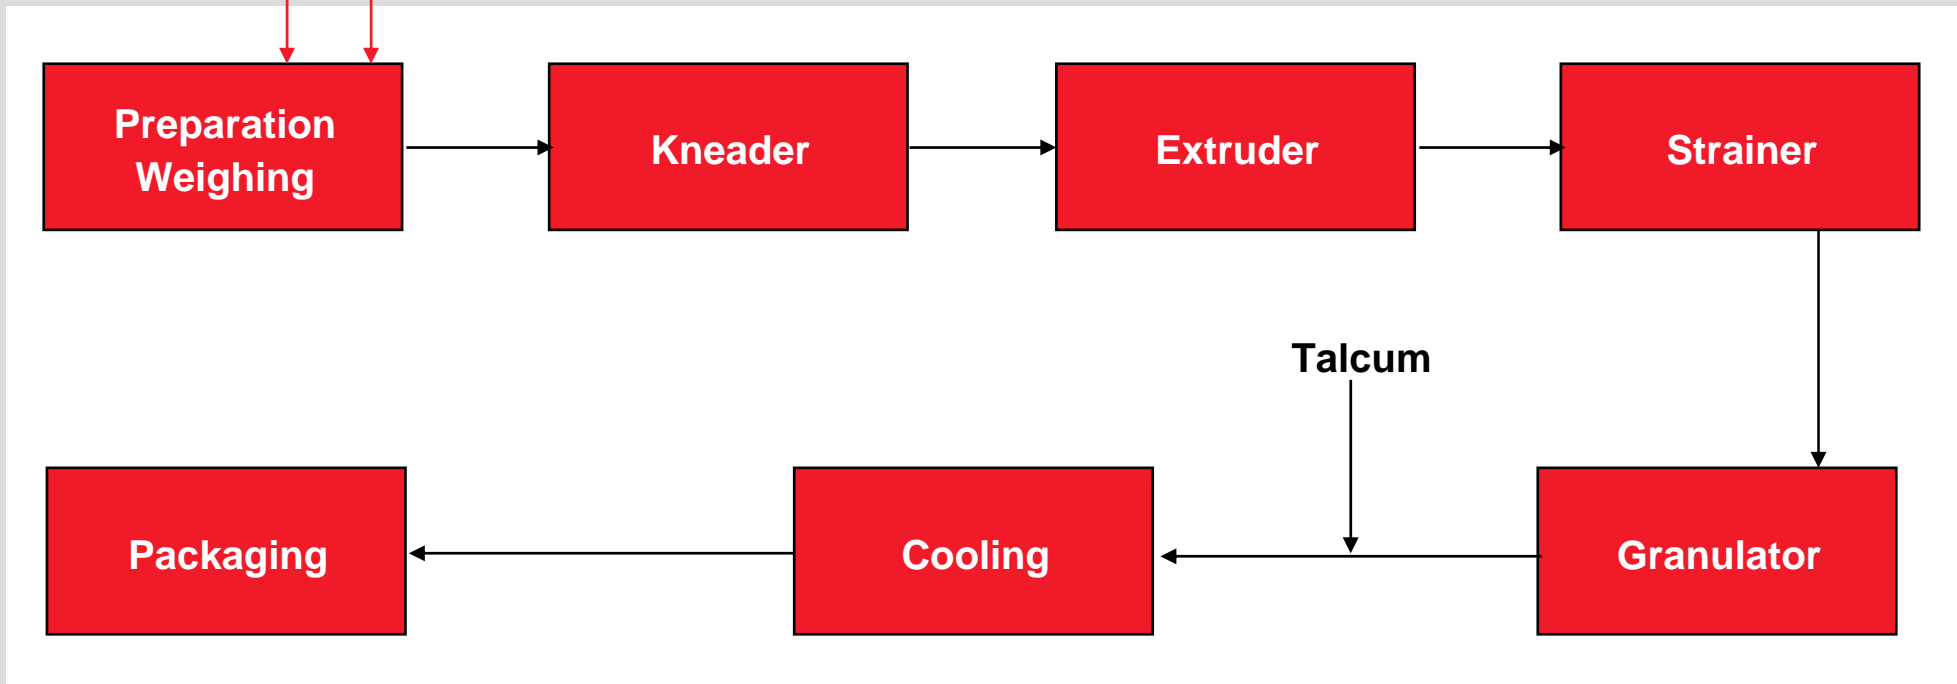 Preparation
Weighing
Kneader
Extruder
Strainer
Talcum
Packaging
Cooling
Granulator